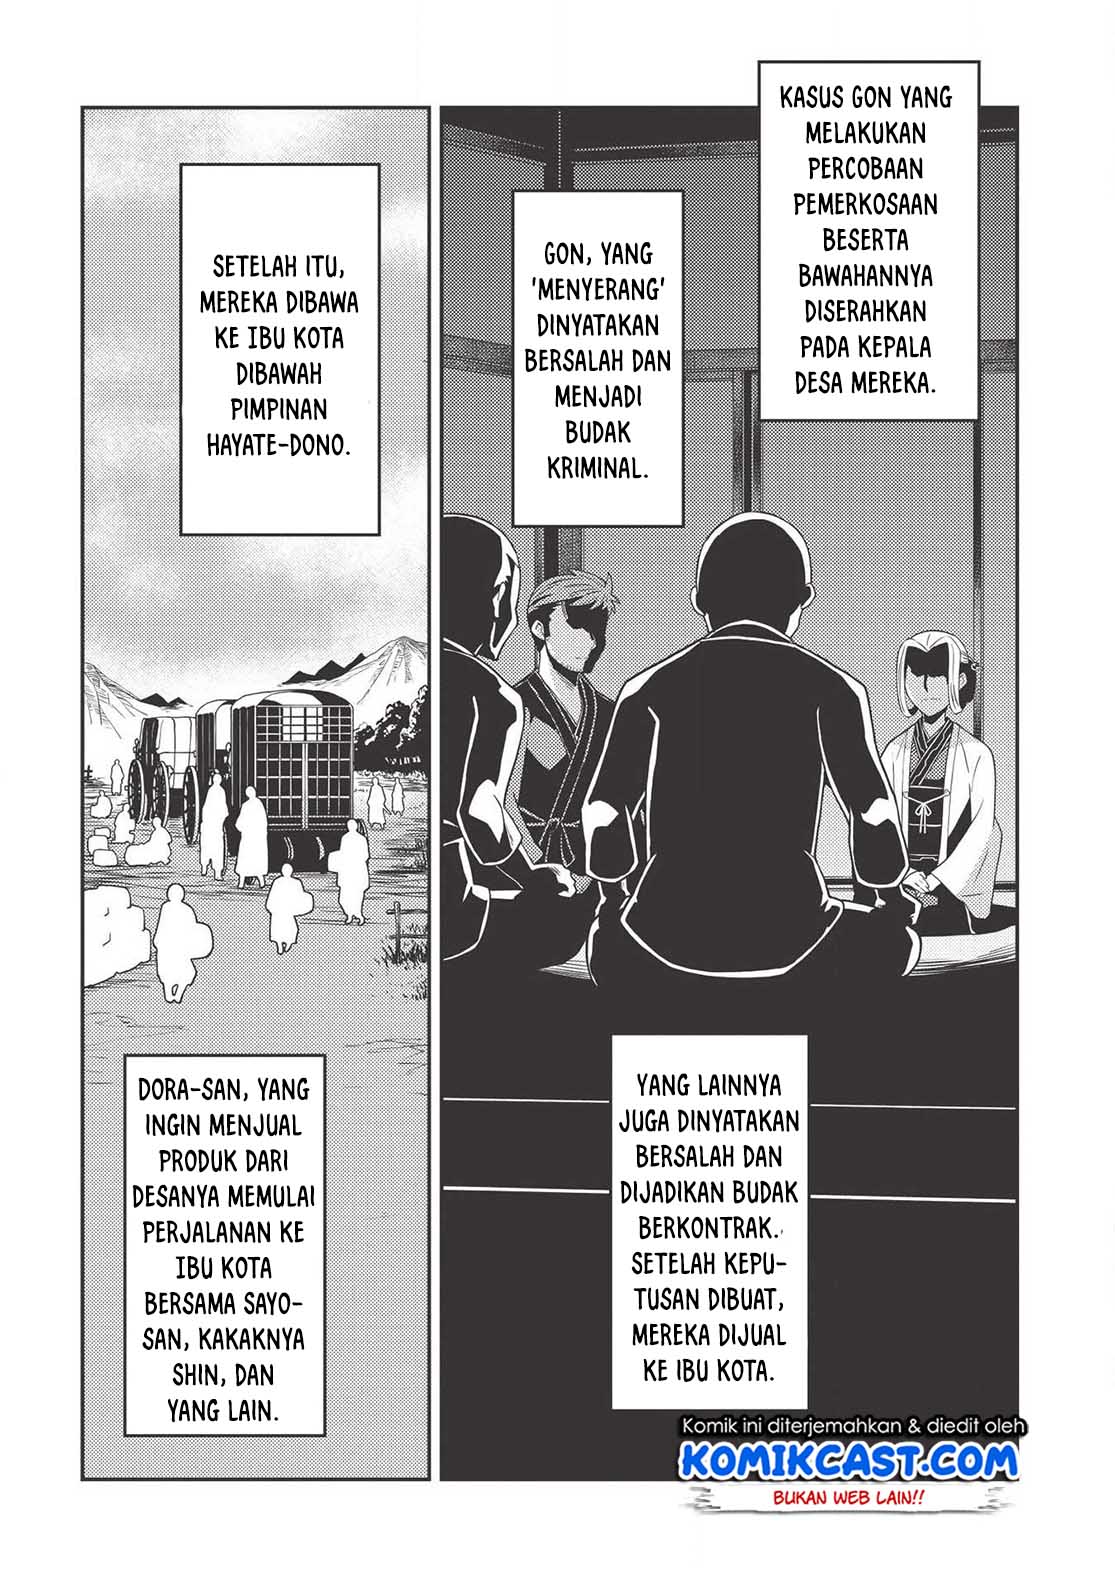 KASUS GON YANG
MELAKUKAN
PERCOBAAN
PEMERKOSAAN
BESERTA
BAWAHANNYA
DISERAHKAN
PADA KEPALA
DESA MEREKA.
GON, YANG
'MENYERANG'
DINYATAKAN
BERSALAH DAN
MENJADI
BUDAK
KRIMINAL.
YANG LAINNYA
JUGA DINYATAKAN
BERSALAH DAN
DIJADIKAN BUDAK
BERKONTRAK.
SETELAH KEPU-
TUSAN DIBUAT,
MEREKA DIJUAL
KE IBU KOTA.
SETELAH ITU,
MEREKA DIBAWA
KE IBU KOTA
DIBAWAH
PIMPINAN
HAYATE-DONO.
DORA-SAN, YANG
INGIN MENJUAL
PRODUK DARI
DESANYA MEMULAI
PERJALANAN KE
IBU KOTA
BERSAMA SAYO-
SAN, KAKAKNYA
SHIN, DAN
YANG LAIN.
Komik ini diterjemahkan & diedit oleh
KOMIKCAST.COM
BUKAN WEB LAIN!!